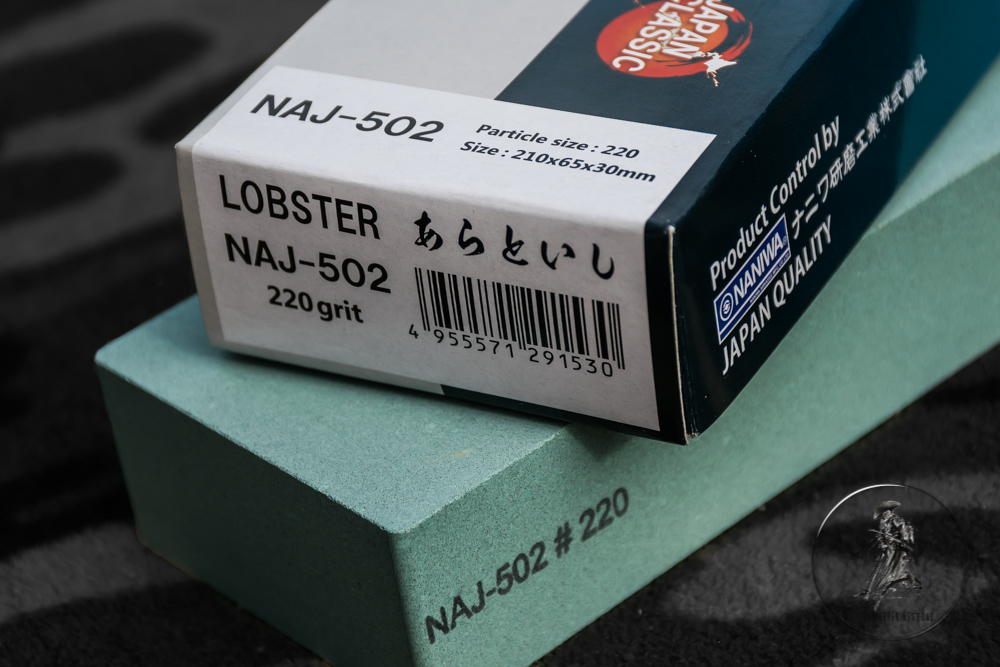 JAPAN
CLASSIC
NAJ-502
Particle size : 220
Size : 210x65x30mm
LOBSTER
あらといし
NAJ-502
220 grit
4 955571 291530
Product Control by
NANIWA
ナニワ研磨工業株式會社
JAPAN QUALITY
NAJ-502 # 220